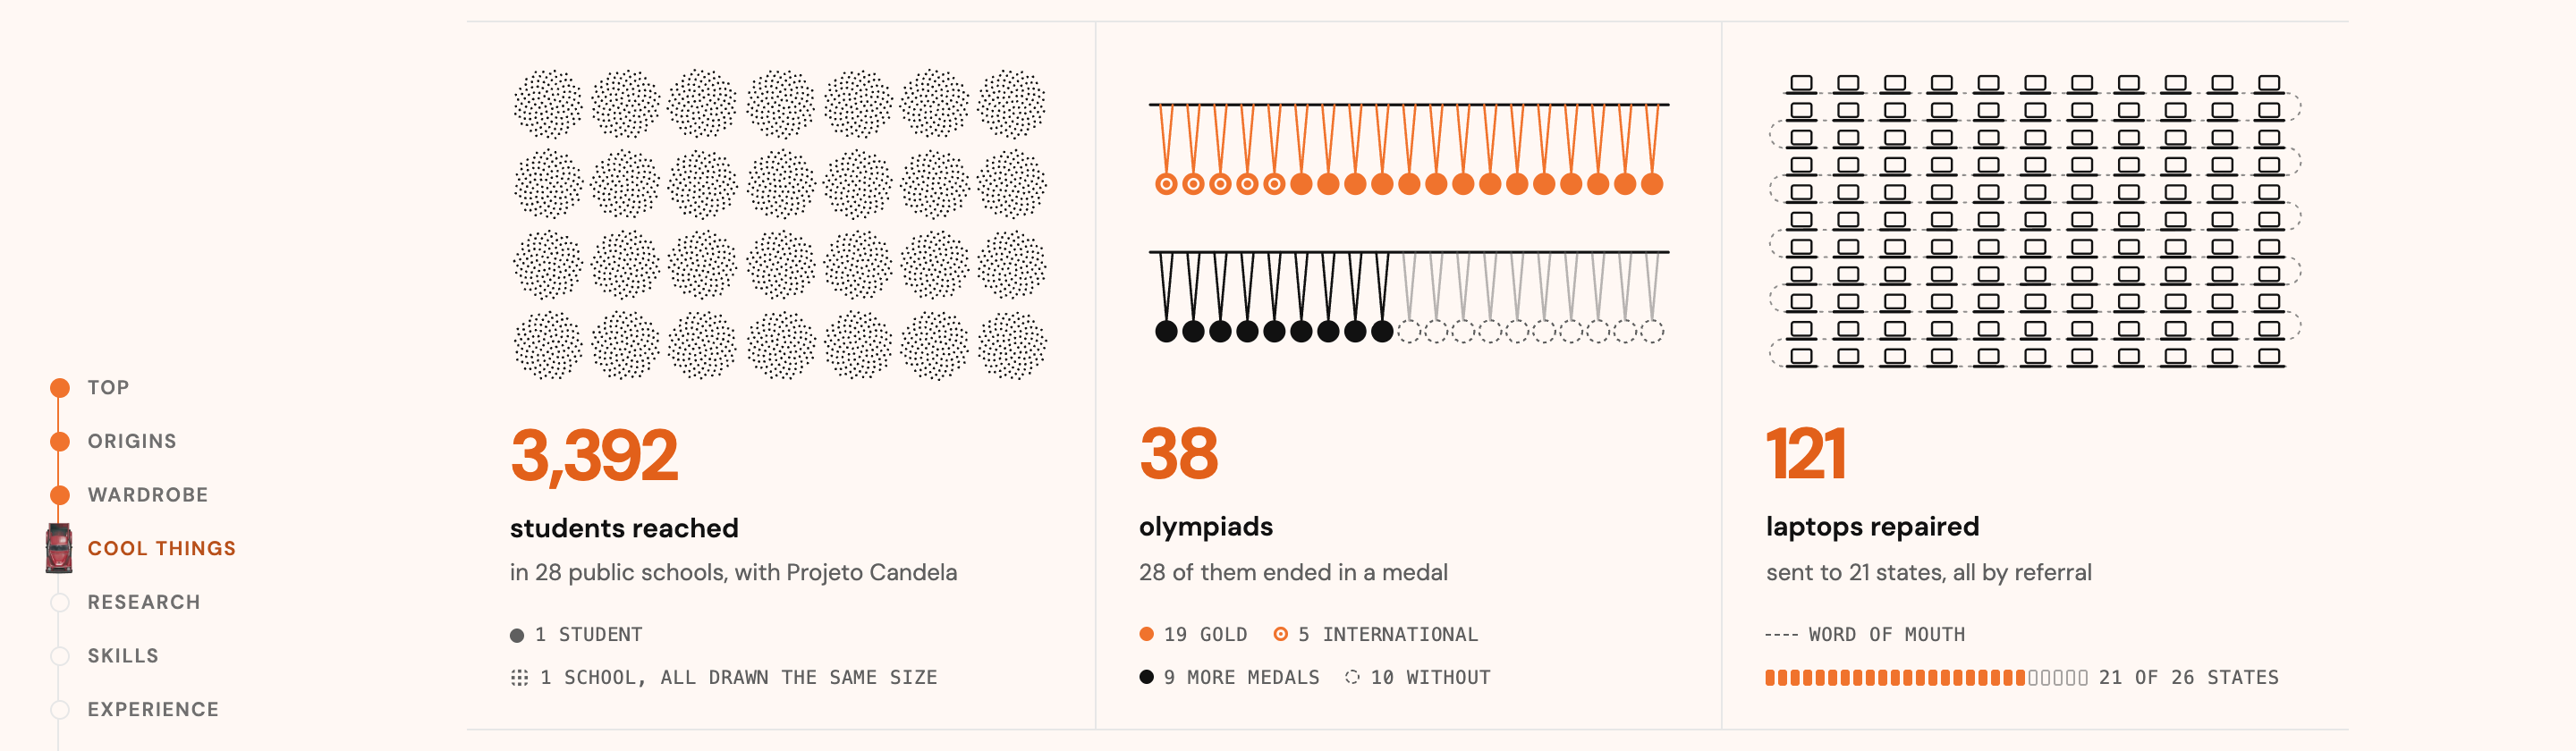 TOP
ORIGINS
WARDROBE
COOL THINGS
RESEARCH
SKILLS
EXPERIENCE
3,392
students reached
in 28 public schools, with Projeto Candela
1 STUDENT
1 SCHOOL, ALL DRAWN THE SAME SIZE
38
olympiads
28 of them ended in a medal
19 GOLD 5 INTERNATIONAL
9 MORE MEDALS 10 WITHOUT
121
laptops repaired
sent to 21 states, all by referral
WORD OF MOUTH
21 OF 26 STATES